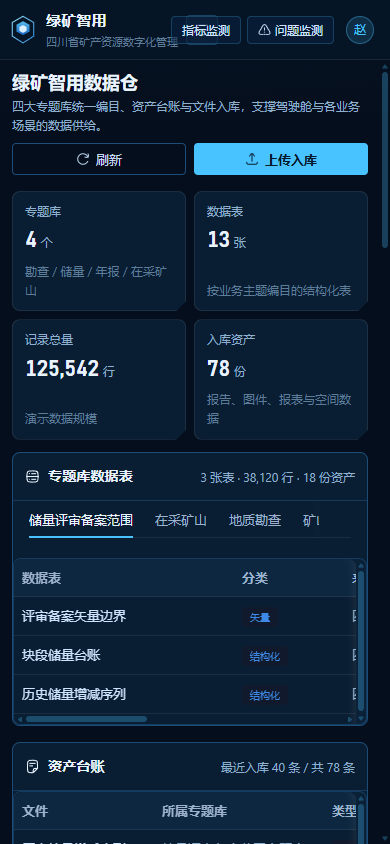 绿矿智用
四川省矿产资源数字化管理
指标监测
问题监测
赵
绿矿智用数据仓
四大专题库统一编目、资产台账与文件入库，支撑驾驶舱与各业务
场景的数据供给。
刷新
上传入库
专题库
4 个
勘查 / 储量 / 年报 / 在采矿
山
数据表
13 张
按业务主题编目的结构化表
记录总量
125,542 行
演示数据规模
入库资产
78 份
报告、图件、报表与空间数
据
专题库数据表
3 张表 · 38,120 行 · 18 份资产
储量评审备案范围 在采矿山 地质勘查
数据表 分类
评审备案矢量边界 矢量
块段储量台账 结构化
历史储量增减序列 结构化
资产台账
最近入库 40 条 / 共 78 条
文件 所属专题库 类型